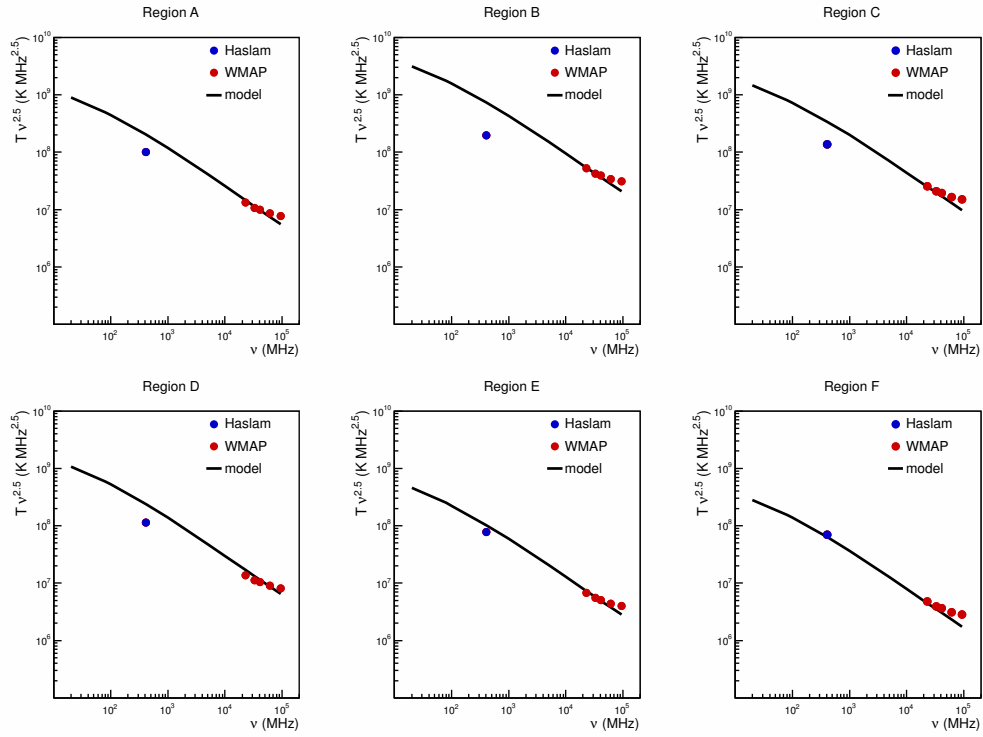 Region A
T ν^2.5 (K MHz^2.5)
10^10
10^9
10^8
10^7
10^6
Haslam
WMAP
model
10^2
10^3
10^4
10^5
ν (MHz)
Region B
T ν^2.5 (K MHz^2.5)
10^10
10^9
10^8
10^7
10^6
Haslam
WMAP
model
10^2
10^3
10^4
10^5
ν (MHz)
Region C
T ν^2.5 (K MHz^2.5)
10^10
10^9
10^8
10^7
10^6
Haslam
WMAP
model
10^2
10^3
10^4
10^5
ν (MHz)
Region D
T ν^2.5 (K MHz^2.5)
10^10
10^9
10^8
10^7
10^6
Haslam
WMAP
model
10^2
10^3
10^4
10^5
ν (MHz)
Region E
T ν^2.5 (K MHz^2.5)
10^10
10^9
10^8
10^7
10^6
Haslam
WMAP
model
10^2
10^3
10^4
10^5
ν (MHz)
Region F
T ν^2.5 (K MHz^2.5)
10^10
10^9
10^8
10^7
10^6
Haslam
WMAP
model
10^2
10^3
10^4
10^5
ν (MHz)